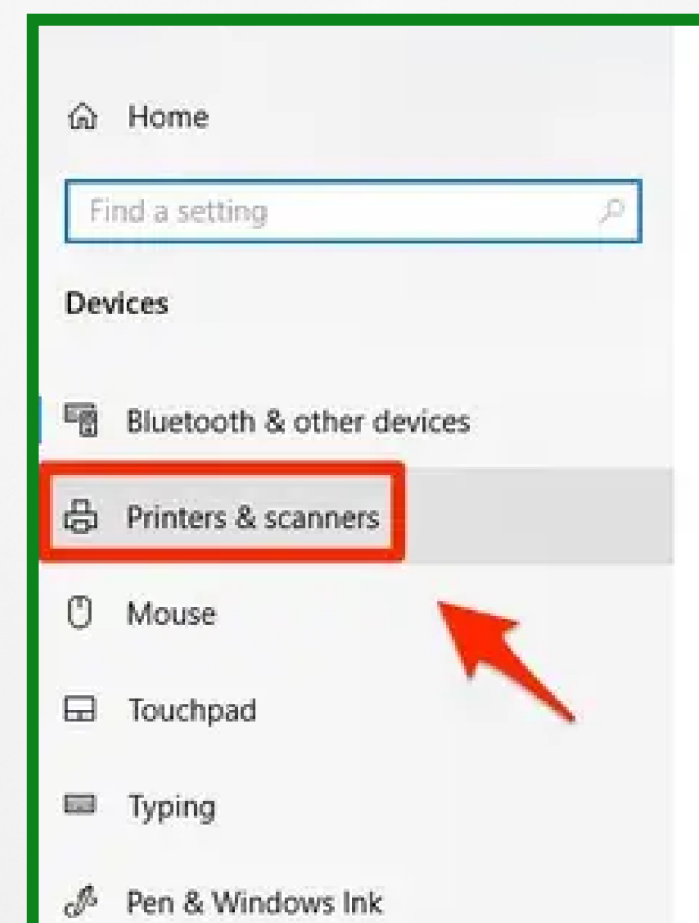 Home
Find a setting
Devices
Bluetooth & other devices
Printers & scanners
Mouse
Touchpad
Typing
Pen & Windows Ink